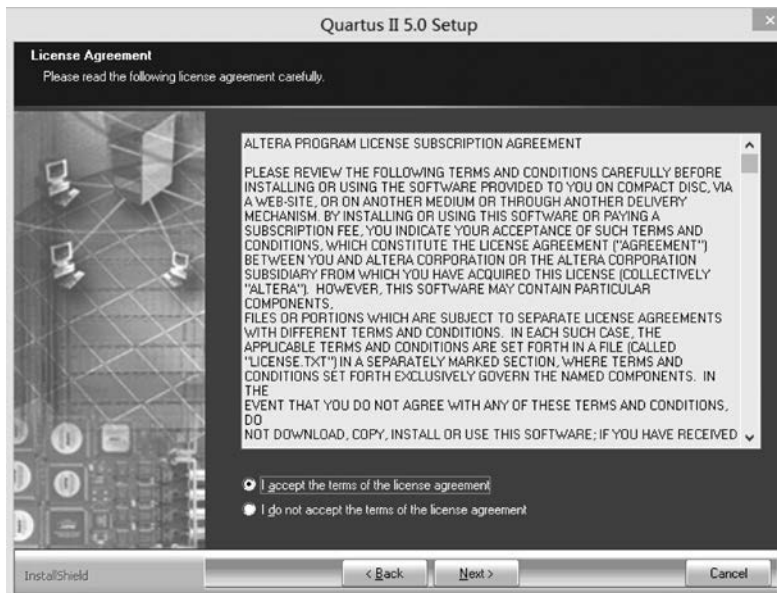 Quartus II 5.0 Setup
License Agreement
Please read the following license agreement carefully.
ALTERA PROGRAM LICENSE SUBSCRIPTION AGREEMENT
PLEASE REVIEW THE FOLLOWING TERMS AND CONDITIONS CAREFULLY BEFORE
INSTALLING OR USING THE SOFTWARE PROVIDED TO YOU ON COMPACT DISC, VIA
A WEB-SITE, OR ON ANOTHER MEDIUM OR THROUGH ANOTHER DELIVERY
MECHANISM. BY INSTALLING OR USING THIS SOFTWARE OR PAYING A
SUBSCRIPTION FEE, YOU INDICATE YOUR ACCEPTANCE OF SUCH TERMS AND
CONDITIONS, WHICH CONSTITUTE THE LICENSE AGREEMENT ("AGREEMENT")
BETWEEN YOU AND ALTERA CORPORATION OR THE ALTERA CORPORATION
SUBSIDIARY FROM WHICH YOU HAVE ACQUIRED THIS LICENSE (COLLECTIVELY
"ALTERA"). HOWEVER, THIS SOFTWARE MAY CONTAIN PARTICULAR
COMPONENTS,
FILES OR PORTIONS WHICH ARE SUBJECT TO SEPARATE LICENSE AGREEMENTS
WITH DIFFERENT TERMS AND CONDITIONS. IN EACH SUCH CASE, THE
APPLICABLE TERMS AND CONDITIONS ARE SET FORTH IN A FILE (CALLED
"LICENSE.TXT") IN A SEPARATELY MARKED SECTION, WHERE TERMS AND
CONDITIONS SET FORTH EXCLUSIVELY GOVERN THE NAMED COMPONENTS. IN
THE
EVENT THAT YOU DO NOT AGREE WITH ANY OF THESE TERMS AND CONDITIONS,
DO
NOT DOWNLOAD, COPY, INSTALL OR USE THIS SOFTWARE; IF YOU HAVE RECEIVED
I accept the terms of the license agreement
I do not accept the terms of the license agreement
InstallShield
< Back
Next >
Cancel